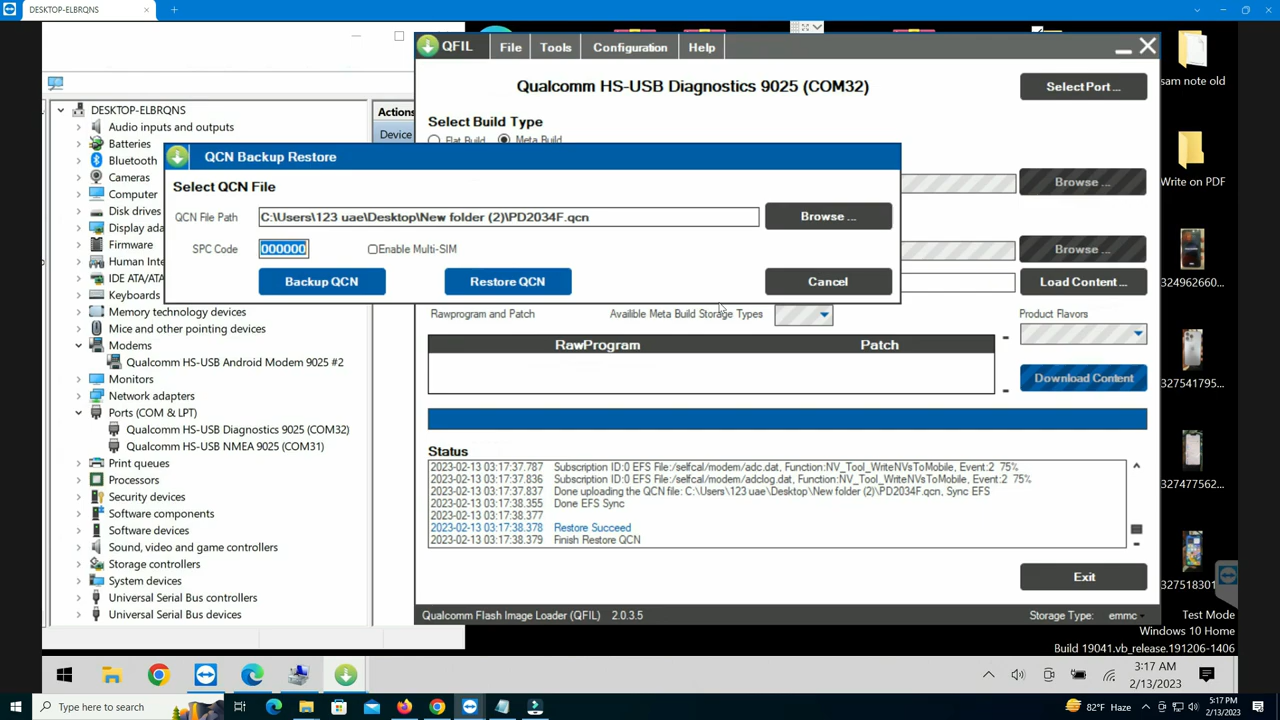 DESKTOP-ELBRQNS
QFIL File Tools Configuration Help
Qualcomm HS-USB Diagnostics 9025 (COM32)
Select Port ...
sam note old
DESKTOP-ELBRQNS
Actions
Audio inputs and outputs
Device
Select Build Type
Batteries
Flat Build Meta Build
Bluetooth
QCN Backup Restore
Cameras
Select QCN File
Browse ...
Write on PDF
Computer
Disk drives
QCN File Path C:\Users\123 uae\Desktop\New folder (2)\PD2034F.qcn Browse ...
Display ada
Firmware
SPC Code 000000 Enable Multi-SIM
Browse ...
Human Inte
IDE ATA/ATA
Backup QCN Restore QCN Cancel
Load Content ...
324962660...
Keyboards
Memory technology devices
Rawprogram and Patch Availible Meta Build Storage Types
Product Flavors
Mice and other pointing devices
Modems
RawProgram Patch
Qualcomm HS-USB Android Modem 9025 #2
Monitors
Download Content
327541795...
Network adapters
Ports (COM & LPT)
Qualcomm HS-USB Diagnostics 9025 (COM32)
Qualcomm HS-USB NMEA 9025 (COM31)
Status
Print queues
2023-02-13 03:17:37.787 Subscription ID:0 EFS File:/selfcal/modem/adc.dat, Function:NV_Tool_WriteNVsToMobile, Event:2 75%
Processors
2023-02-13 03:17:37.836 Subscription ID:0 EFS File:/selfcal/modem/adclog.dat, Function:NV_Tool_WriteNVsToMobile, Event:2 75%
327477562...
2023-02-13 03:17:37.837 Done uploading the QCN file: C:\Users\123 uae\Desktop\New folder (2)\PD2034F.qcn, Sync EFS
Security devices
2023-02-13 03:17:38.355 Done EFS Sync
Software components
2023-02-13 03:17:38.377
2023-02-13 03:17:38.378 Restore Succeed
Software devices
2023-02-13 03:17:38.379 Finish Restore QCN
Sound, video and game controllers
Storage controllers
System devices
Exit
327518301
Universal Serial Bus controllers
Universal Serial Bus devices
Qualcomm Flash Image Loader (QFIL) 2.0.3.5 Storage Type: emmc
Test Mode
Windows 10 Home
Build 19041.vb_release.191206-1406
3:17 AM
2/13/2023
Type here to search
82°F Haze
5:17 PM
2/13/2023